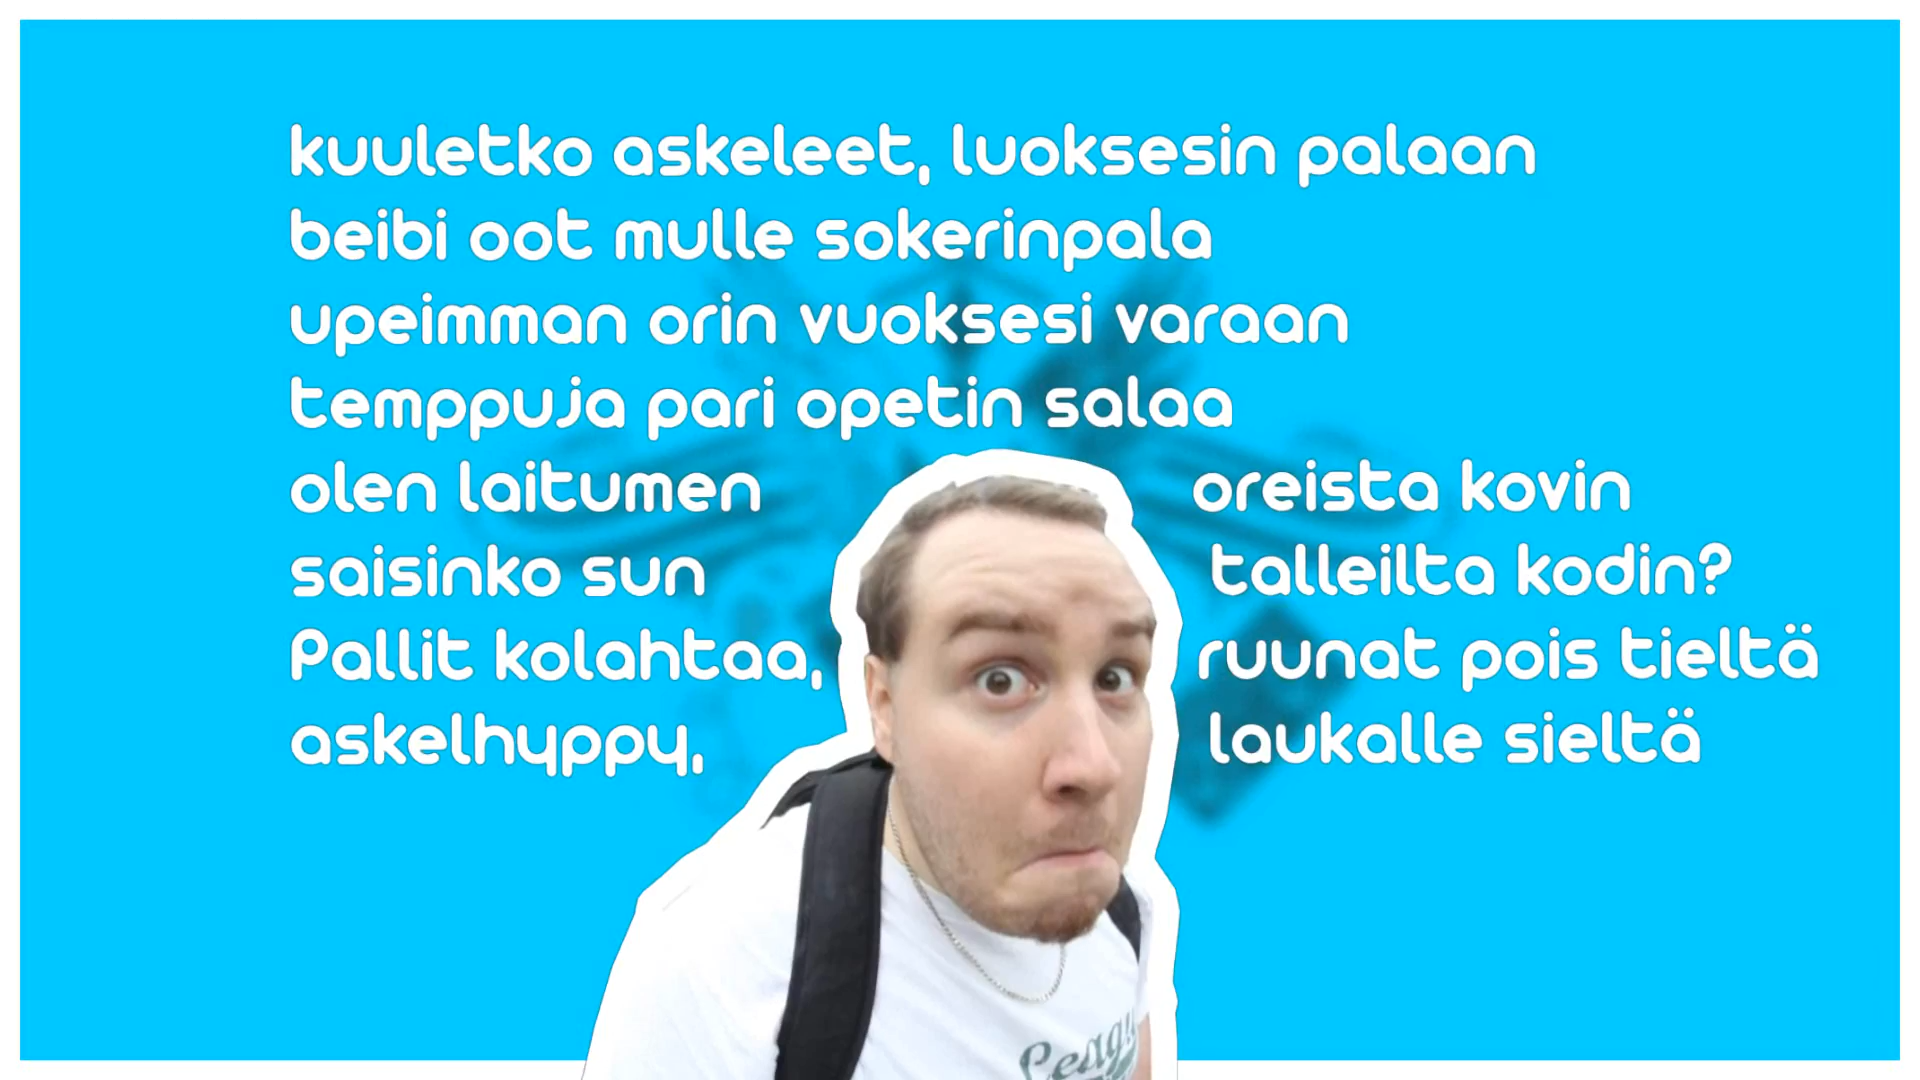 kuuletko askeleet, luoksesin palaan
beibi oot mulle sokerinpala
upeimman orin vuoksesi varaan
temppuja pari opetin salaa
olen laitumen oreista kovin
saisinko sun talleilta kodin?
Pallit kolahtaa, ruunat pois tieltä
askelhyppy, laukalle sieltä